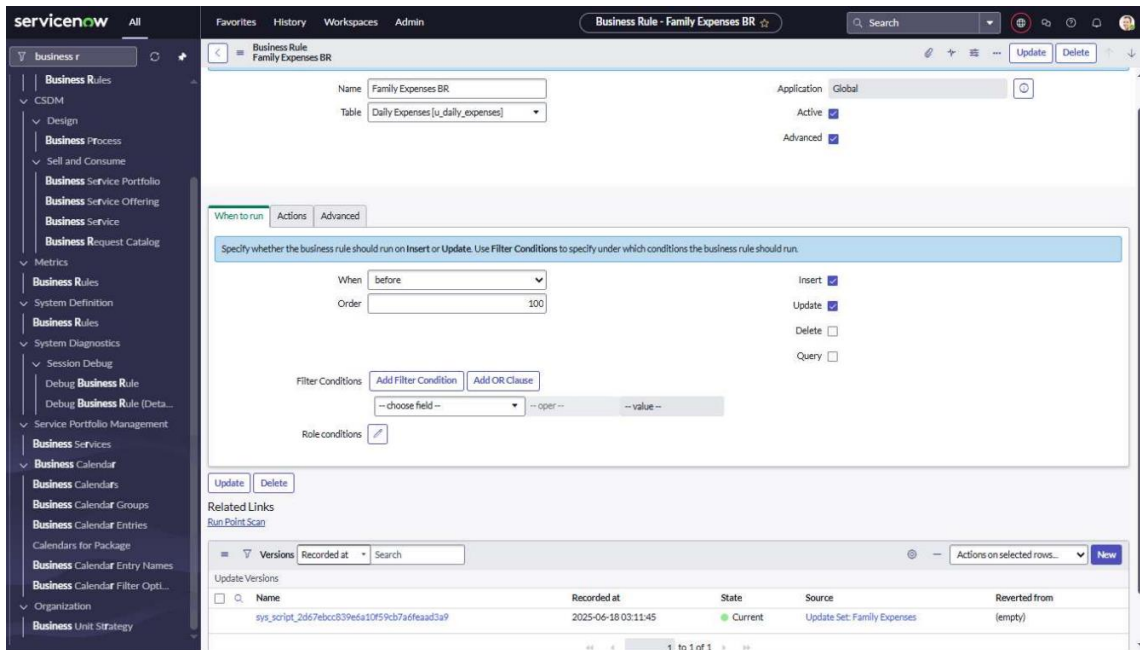 servicenow All Favorites History Workspaces Admin Business Rule - Family Expenses BR Search
business r
Business Rules
CSDM
Design
Business Process
Sell and Consume
Business Service Portfolio
Business Service Offering
Business Service
Business Request Catalog
Metrics
Business Rules
System Definition
Business Rules
System Diagnostics
Session Debug
Debug Business Rule
Debug Business Rule (Deta...
Service Portfolio Management
Business Services
Business Calendar
Business Calendars
Business Calendar Groups
Business Calendar Entries
Calendars for Package
Business Calendar Entry Names
Business Calendar Filter Opti...
Organization
Business Unit Strategy
Business Rule
Family Expenses BR
Update Delete
Name Family Expenses BR Application Global
Table Daily Expenses [u_daily_expenses] Active
Advanced
When to run Actions Advanced
Specify whether the business rule should run on Insert or Update. Use Filter Conditions to specify under which conditions the business rule should run.
When before Insert
Order 100 Update
Delete
Query
Filter Conditions Add Filter Condition Add OR Clause
-- choose field -- -- oper -- -- value --
Role conditions
Update Delete
Related Links
Run Point Scan
Versions Recorded at Search Actions on selected rows... New
Update Versions
Name Recorded at State Source Reverted from
sys_script_2d67ebcc839e6a10f59cb7a6feaad3a9 2025-06-18 03:11:45 Current Update Set: Family Expenses (empty)
1 to 1 of 1